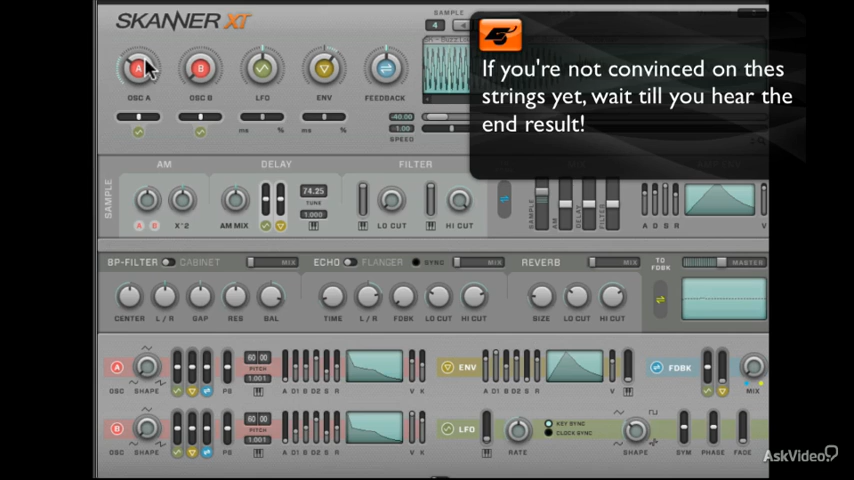 SKANNER XT
SAMPLE
4
If you're not convinced on thes
strings yet, wait till you hear the
end result!
A
B
OSC A
OSC B
LFO
ENV
FEEDBACK
ms
%
ms
%
-40.00
-1.00
SPEED
AM
DELAY
FILTER
SAMPLE
A
B
X^2
AM MIX
74.25
TUNE
1.000
LO CUT
HI CUT
SAMPLE
AM
DELAY
FILTER
A D S R
V
BP-FILTER
CABINET
MIX
ECHO
FLANGER
SYNC
MIX
REVERB
MIX
TO
FDBK
MASTER
CENTER
L / R
GAP
RES
BAL
TIME
L / R
FDBK
LO CUT
HI CUT
SIZE
LO CUT
HI CUT
A
OSC
SHAPE
PB
60 00
PITCH
1.001
A D1 B D2 S R
V K
ENV
A D1 B D2 S R
V
FDBK
MIX
B
OSC
SHAPE
PB
60 00
PITCH
1.001
A D1 B D2 S R
V K
LFO
RATE
KEY SYNC
CLOCK SYNC
SHAPE
SYM
PHASE
FADE
AskVideo